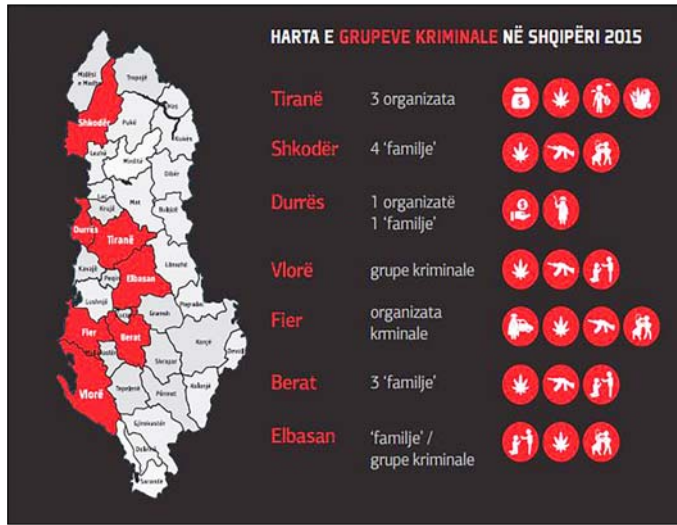 HARTA E GRUPEVE KRIMINALE NË SHQIPËRI 2015
Tiranë 3 organizata
Shkodër 4 'familje'
Durrës 1 organizatë
1 'familje'
Vlorë grupe kriminale
Fier organizata
krminale
Berat 3 'familje'
Elbasan 'familje' /
grupe kriminale
Malësi
e Madhe
Tropojë
Has
Shkodër
Pukë
Kukës
Lezhë
Mirditë
Dibër
Laç
Krujë
Mat
Bulqizë
Durrës
Tiranë
Kavajë
Peqin
Elbasan
Librazhd
Lushnjë
Gramsh
Pogradec
Fier
Berat
Korçë
Devoll
Skrapar
Vlorë
Tepelenë
Përmet
Kolonjë
Gjirokastër
Delvinë
Sarandë